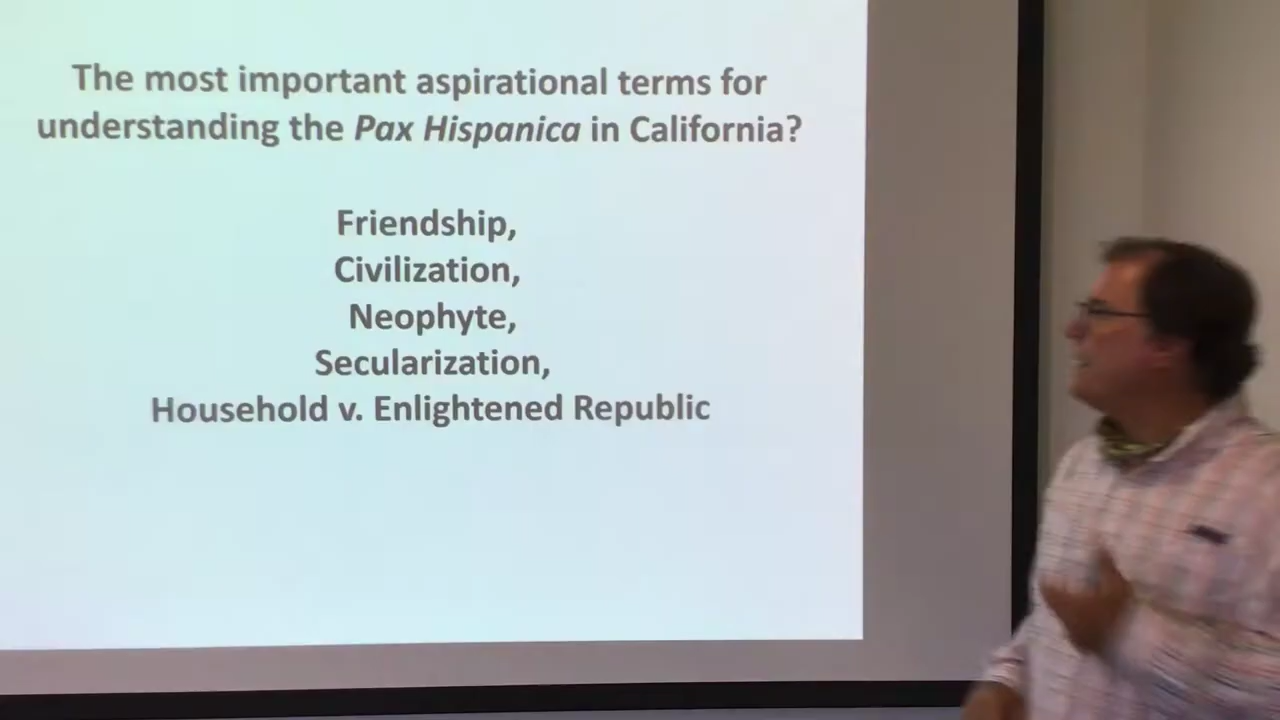 The most important aspirational terms for
understanding the Pax Hispanica in California?
Friendship,
Civilization,
Neophyte,
Secularization,
Household v. Enlightened Republic